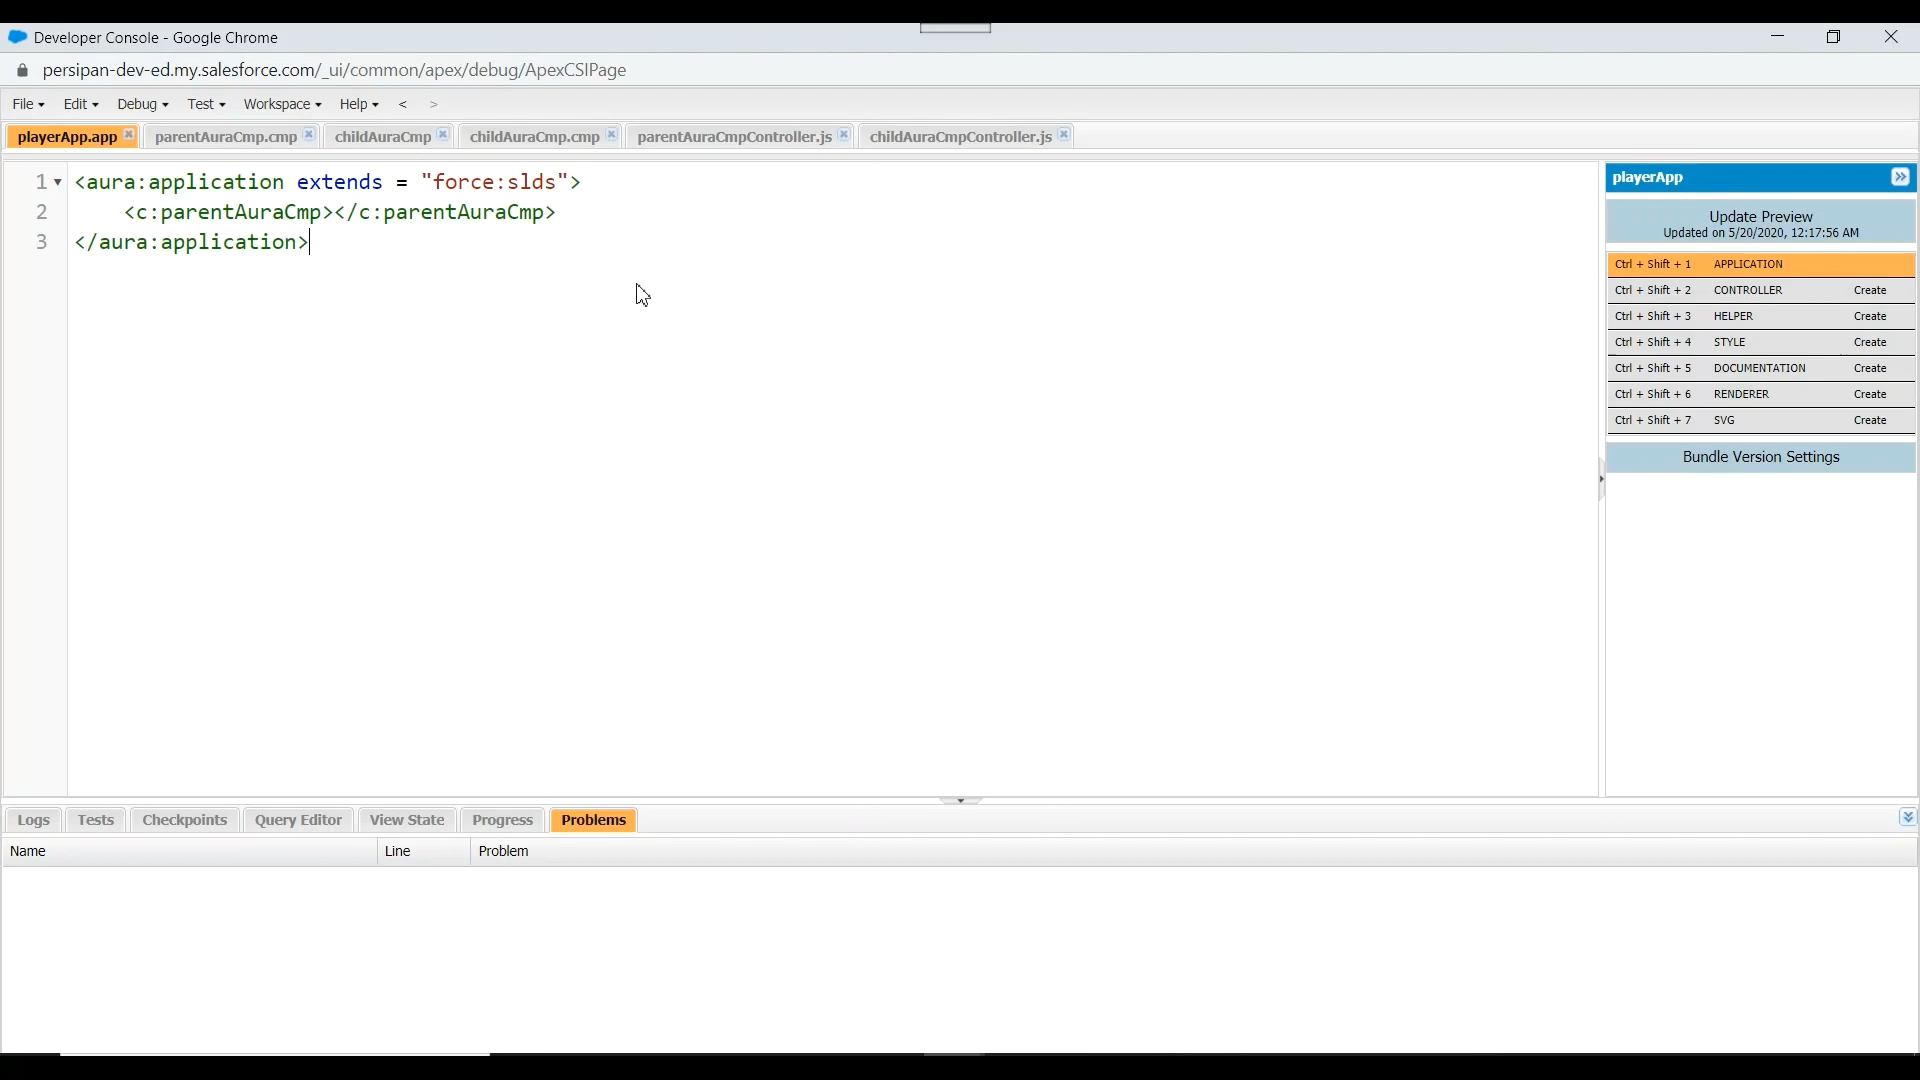 Developer Console - Google Chrome
persipan-dev-ed.my.salesforce.com/_ui/common/apex/debug/ApexCSIPage
File Edit Debug Test Workspace Help < >
playerApp.app parentAuraCmp.cmp childAuraCmp childAuraCmp.cmp parentAuraCmpController.js childAuraCmpController.js
1 <aura:application extends = "force:slds">
2 <c:parentAuraCmp></c:parentAuraCmp>
3 </aura:application>
playerApp
Update Preview
Updated on 5/20/2020, 12:17:56 AM
Ctrl + Shift + 1 APPLICATION
Ctrl + Shift + 2 CONTROLLER Create
Ctrl + Shift + 3 HELPER Create
Ctrl + Shift + 4 STYLE Create
Ctrl + Shift + 5 DOCUMENTATION Create
Ctrl + Shift + 6 RENDERER Create
Ctrl + Shift + 7 SVG Create
Bundle Version Settings
Logs Tests Checkpoints Query Editor View State Progress Problems
Name Line Problem